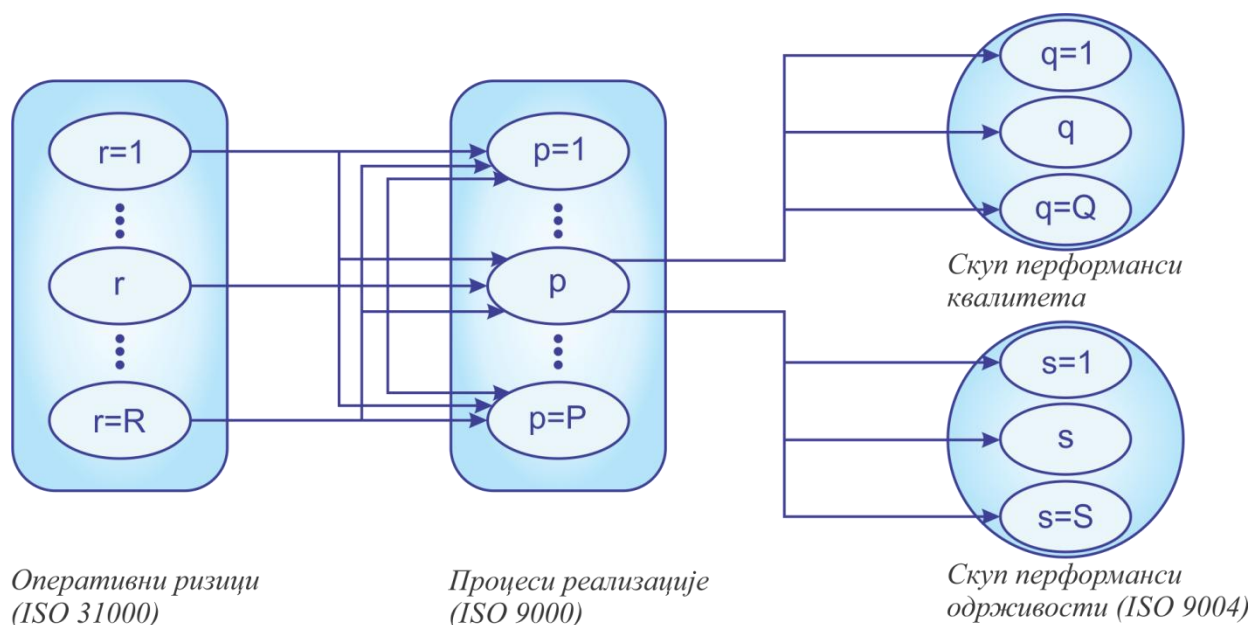 r=1
r
r=R
Оперативни ризици
(ISO 31000)
p=1
p
p=P
Процеси реализације
(ISO 9000)
q=1
q
q=Q
Скуп перформанси
квалитета
s=1
s
s=S
Скуп перформанси
одрживости (ISO 9004)